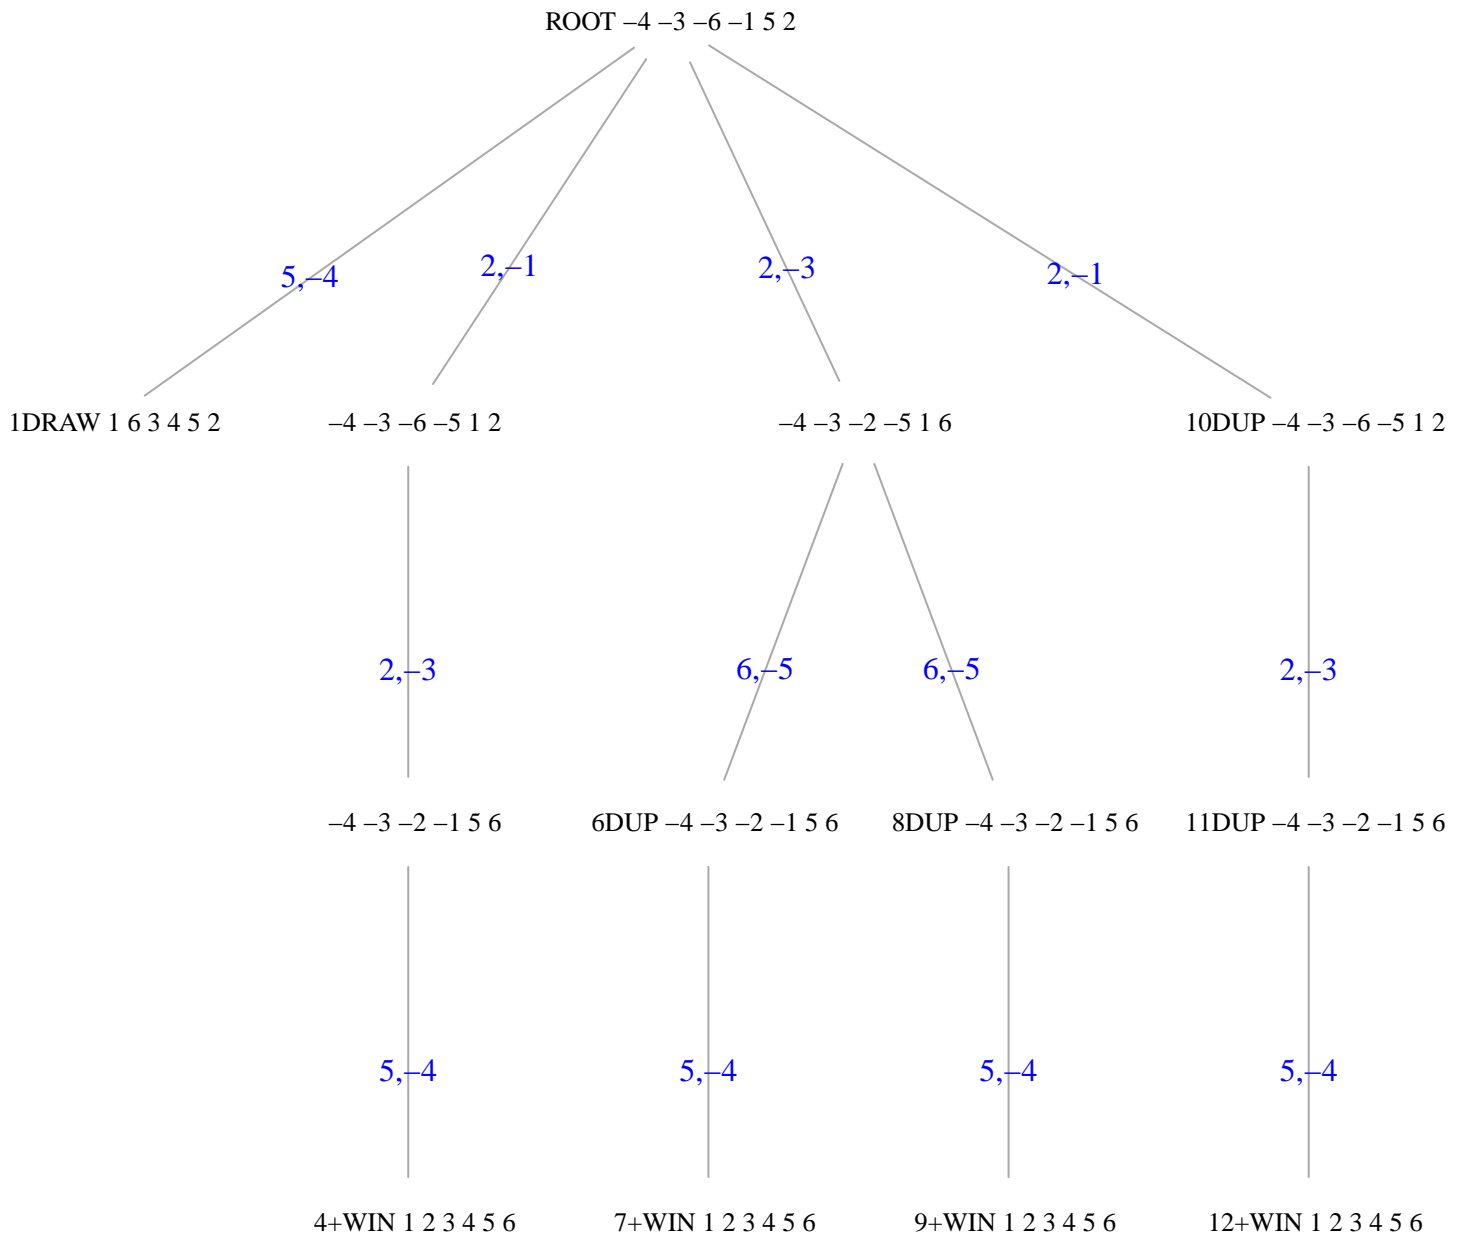 ROOT –4 –3 –6 –1 5 2
5,–4
2,–1
2,–3
2,–1
1DRAW 1 6 3 4 5 2
–4 –3 –6 –5 1 2
–4 –3 –2 –5 1 6
10DUP –4 –3 –6 –5 1 2
2,–3
6,–5
6,–5
2,–3
–4 –3 –2 –1 5 6
6DUP –4 –3 –2 –1 5 6
8DUP –4 –3 –2 –1 5 6
11DUP –4 –3 –2 –1 5 6
5,–4
5,–4
5,–4
5,–4
4+WIN 1 2 3 4 5 6
7+WIN 1 2 3 4 5 6
9+WIN 1 2 3 4 5 6
12+WIN 1 2 3 4 5 6